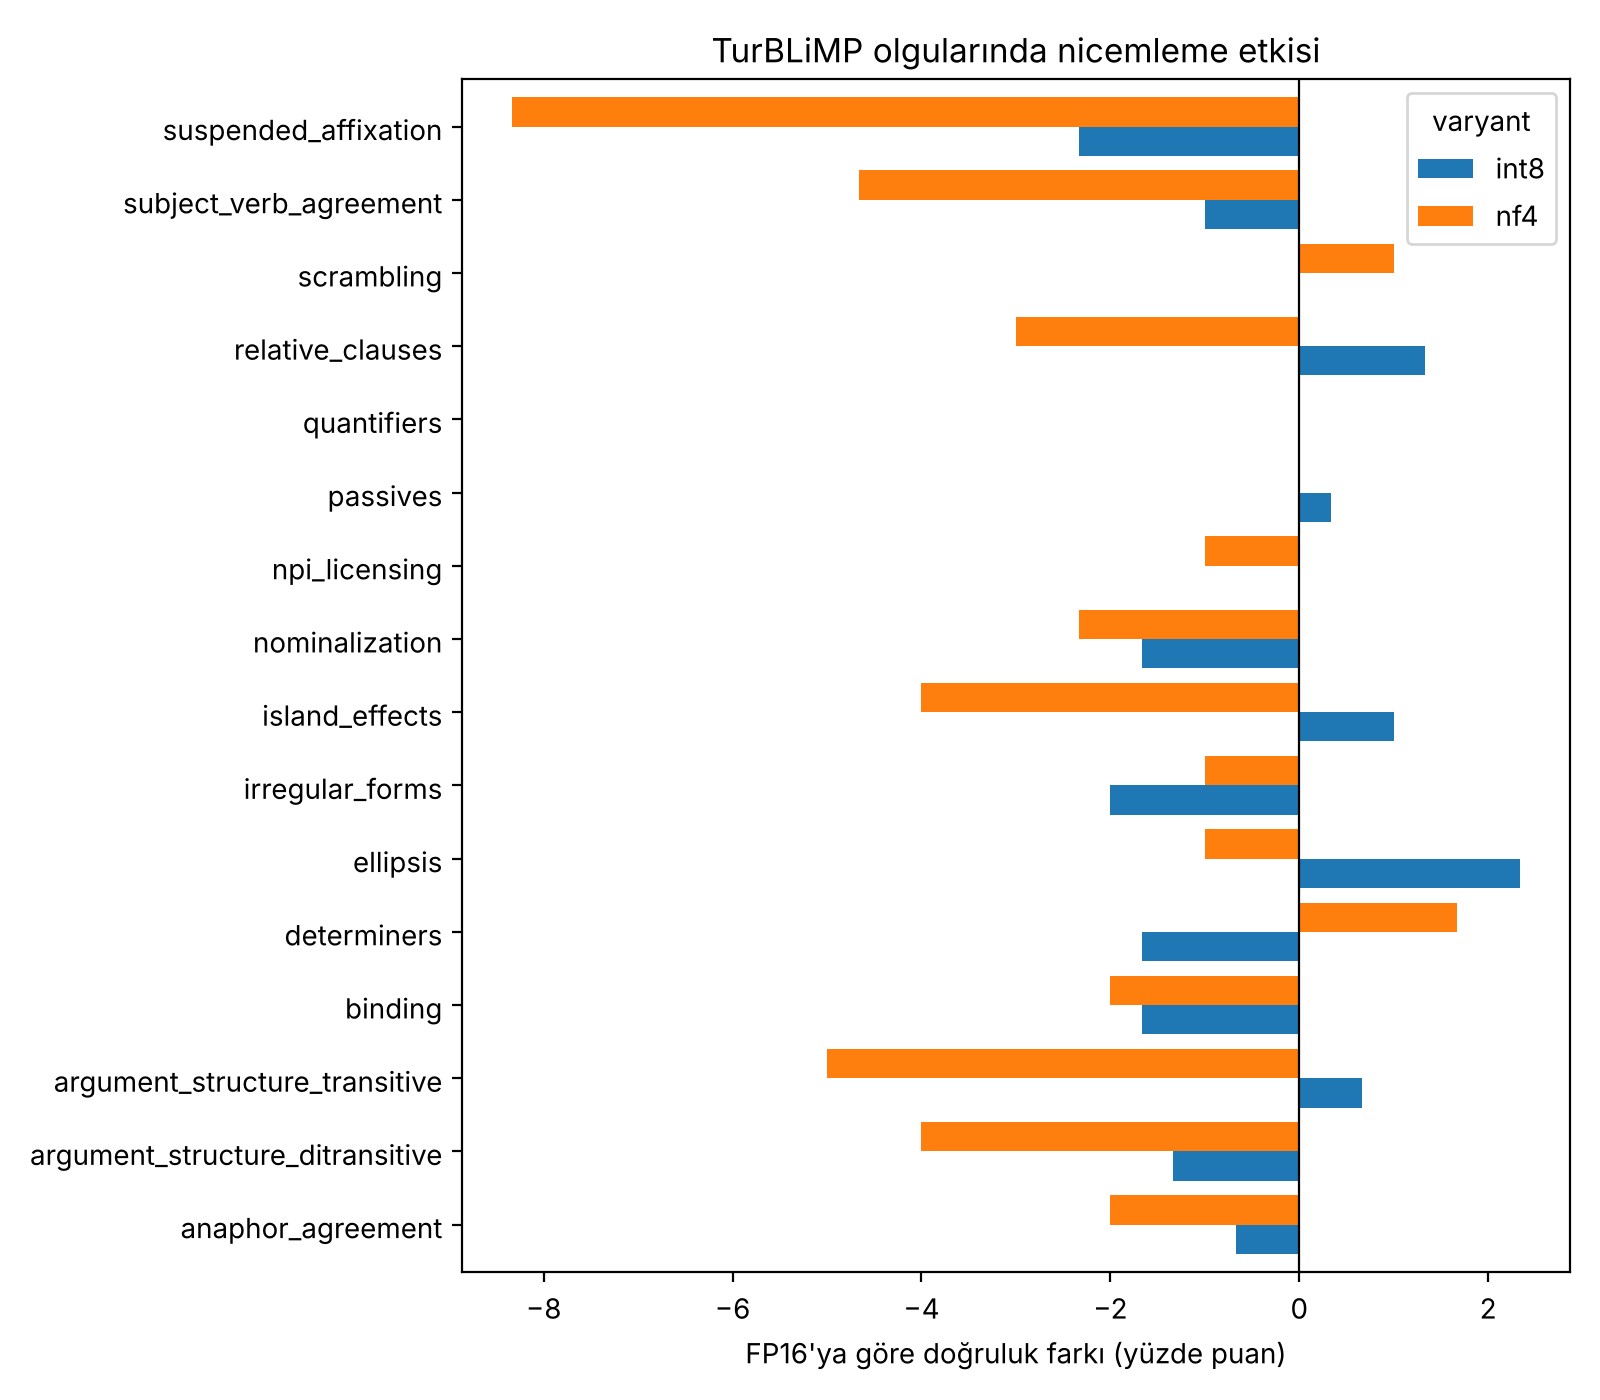 TurBLiMP olgularında nicemleme etkisi
varyant
int8
nf4
suspended_affixation
subject_verb_agreement
scrambling
relative_clauses
quantifiers
passives
npi_licensing
nominalization
island_effects
irregular_forms
ellipsis
determiners
binding
argument_structure_transitive
argument_structure_ditransitive
anaphor_agreement
−8 −6 −4 −2 0 2
FP16'ya göre doğruluk farkı (yüzde puan)